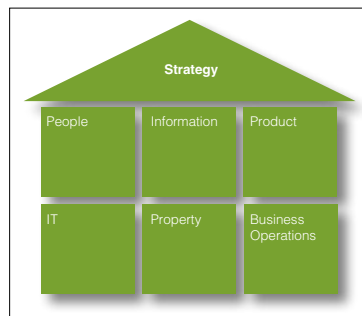 Strategy
People
Information
Product
IT
Property
Business
Operations